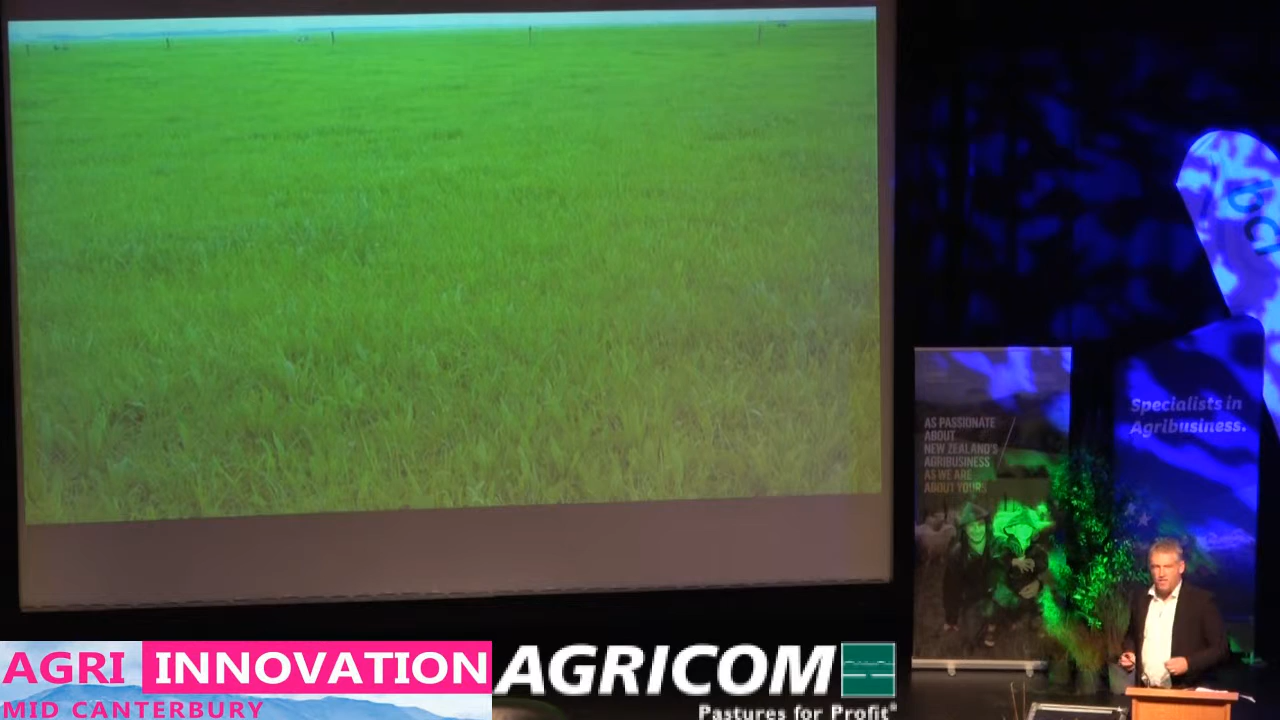 AS PASSIONATE
ABOUT
NEW ZEALAND'S
AGRIBUSINESS
AS WE ARE
ABOUT YOURS
Specialists in
Agribusiness.
AGRI INNOVATION
MID CANTERBURY
AGRICOM
Pastures for Profit®